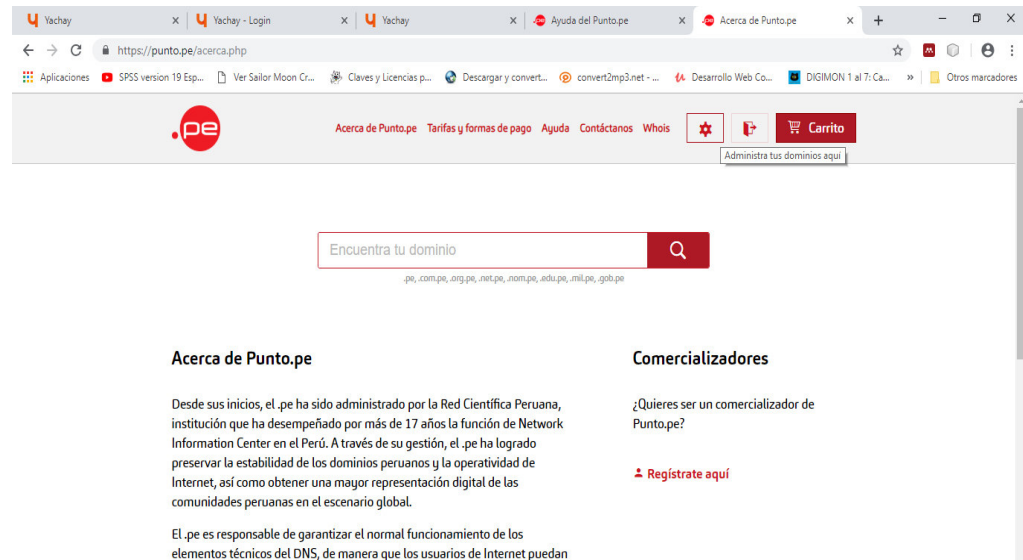 Yachay
Yachay - Login
Yachay
Ayuda del Punto.pe
Acerca de Punto.pe
https://punto.pe/acerca.php
Aplicaciones
SPSS version 19 Esp...
Ver Sailor Moon Cr...
Claves y Licencias p...
Descargar y convert...
convert2mp3.net - ...
Desarrollo Web Co...
DIGIMON 1 al 7: Ca...
»
Otros marcadores
.pe
Acerca de Punto.pe
Tarifas y formas de pago
Ayuda
Contáctanos
Whois
Carrito
Administra tus dominios aquí
Encuentra tu dominio
.pe, .com.pe, .org.pe, .net.pe, .nom.pe, .edu.pe, .mil.pe, .gob.pe
Acerca de Punto.pe
Desde sus inicios, el .pe ha sido administrado por la Red Científica Peruana,
institución que ha desempeñado por más de 17 años la función de Network
Information Center en el Perú. A través de su gestión, el .pe ha logrado
preservar la estabilidad de los dominios peruanos y la operatividad de
Internet, así como obtener una mayor representación digital de las
comunidades peruanas en el escenario global.
El .pe es responsable de garantizar el normal funcionamiento de los
elementos técnicos del DNS, de manera que los usuarios de Internet puedan
Comercializadores
¿Quieres ser un comercializador de
Punto.pe?
Regístrate aquí